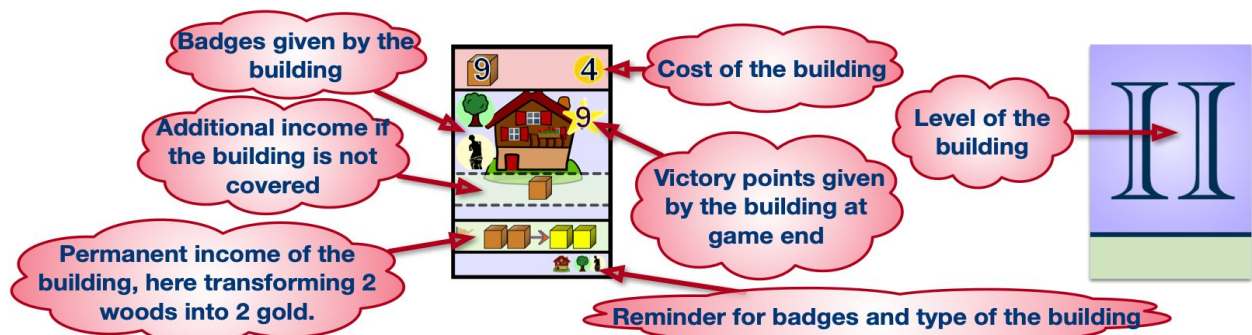 Badges given by the
building
Additional income if
the building is not
covered
Permanent income of the
building, here transforming 2
woods into 2 gold.
9
4
9
Cost of the building
Victory points given
by the building at
game end
Reminder for badges and type of the building
Level of the
building
II